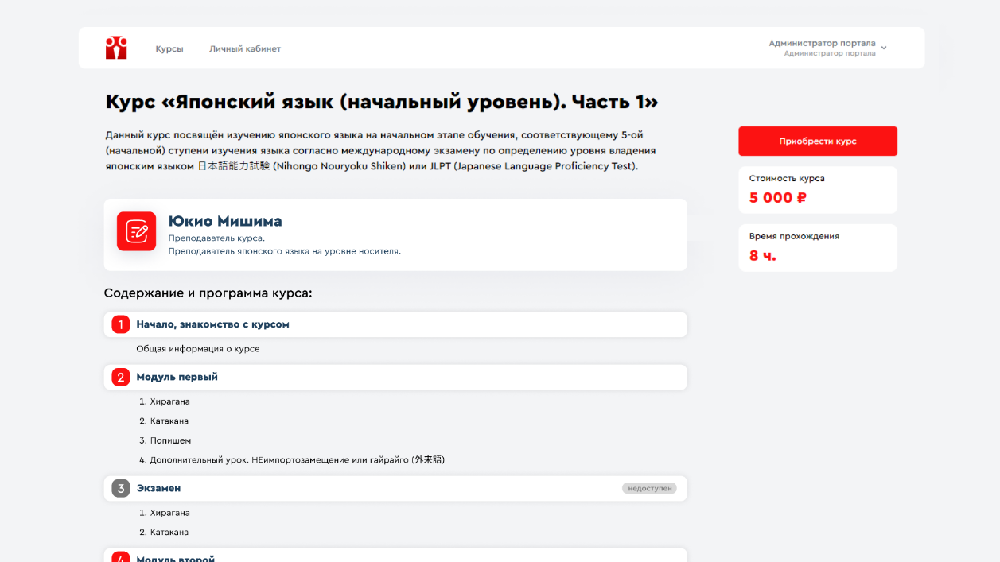 Курсы
Личный кабинет
Администратор портала
Администратор портала
Курс «Японский язык (начальный уровень). Часть 1»
Данный курс посвящён изучению японского языка на начальном этапе обучения, соответствующему 5-ой
(начальной) ступени изучения языка согласно международному экзамену по определению уровня владения
японским языком 日本語能力試験 (Nihongo Nouryoku Shiken) или JLPT (Japanese Language Proficiency Test).
Приобрести курс
Стоимость курса
5 000 ₽
Время прохождения
8 ч.
Юкио Мишима
Преподаватель курса.
Преподаватель японского языка на уровне носителя.
Содержание и программа курса:
1 Начало, знакомство с курсом
Общая информация о курсе
2 Модуль первый
1. Хирагана
2. Катакана
3. Попишем
4. Дополнительный урок. НЕимпортозамещение или гайрайго (外来語)
3 Экзамен
недоступен
1. Хирагана
2. Катакана
4 Модуль второй